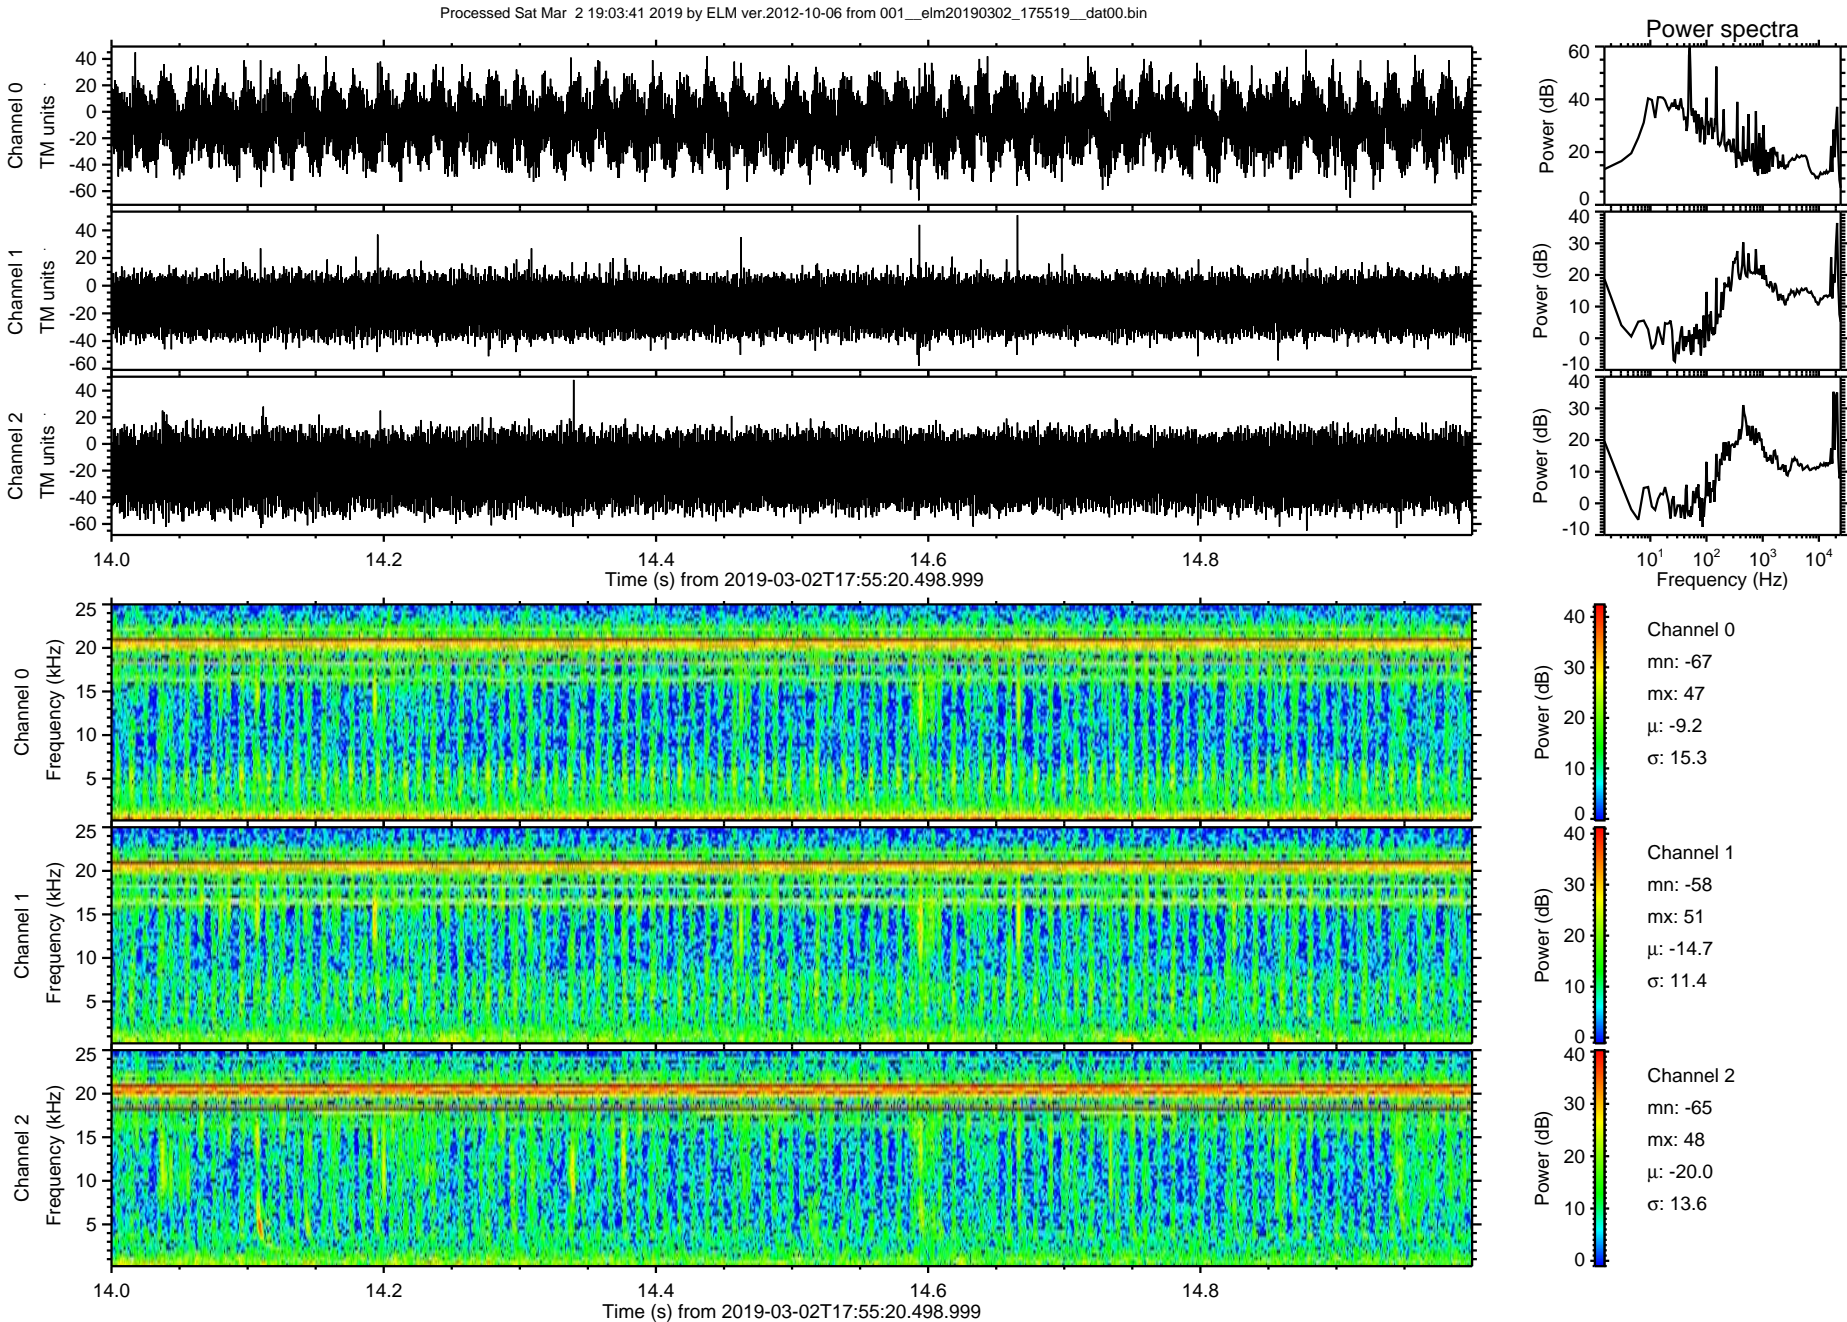 Processed Sat Mar 2 19:03:41 2019 by ELM ver.2012-10-06 from 001__elm20190302_175519__dat00.bin
Power spectra
Channel 0
TM units
40
20
0
-20
-40
-60
Power (dB)
60
40
20
0
Channel 1
TM units
40
20
0
-20
-40
-60
Power (dB)
40
30
20
10
0
-10
Channel 2
TM units
40
20
0
-20
-40
-60
Power (dB)
40
30
20
10
0
-10
14.0 14.2 14.4 14.6 14.8
Time (s) from 2019-03-02T17:55:20.498.999
10^1 10^2 10^3 10^4
Frequency (Hz)
Channel 0
Frequency (kHz)
25
20
15
10
5
Power (dB)
40
30
20
10
0
Channel 0
mn: -67
mx: 47
μ: -9.2
σ: 15.3
Channel 1
Frequency (kHz)
25
20
15
10
5
Power (dB)
40
30
20
10
0
Channel 1
mn: -58
mx: 51
μ: -14.7
σ: 11.4
Channel 2
Frequency (kHz)
25
20
15
10
5
Power (dB)
40
30
20
10
0
Channel 2
mn: -65
mx: 48
μ: -20.0
σ: 13.6
14.0 14.2 14.4 14.6 14.8
Time (s) from 2019-03-02T17:55:20.498.999